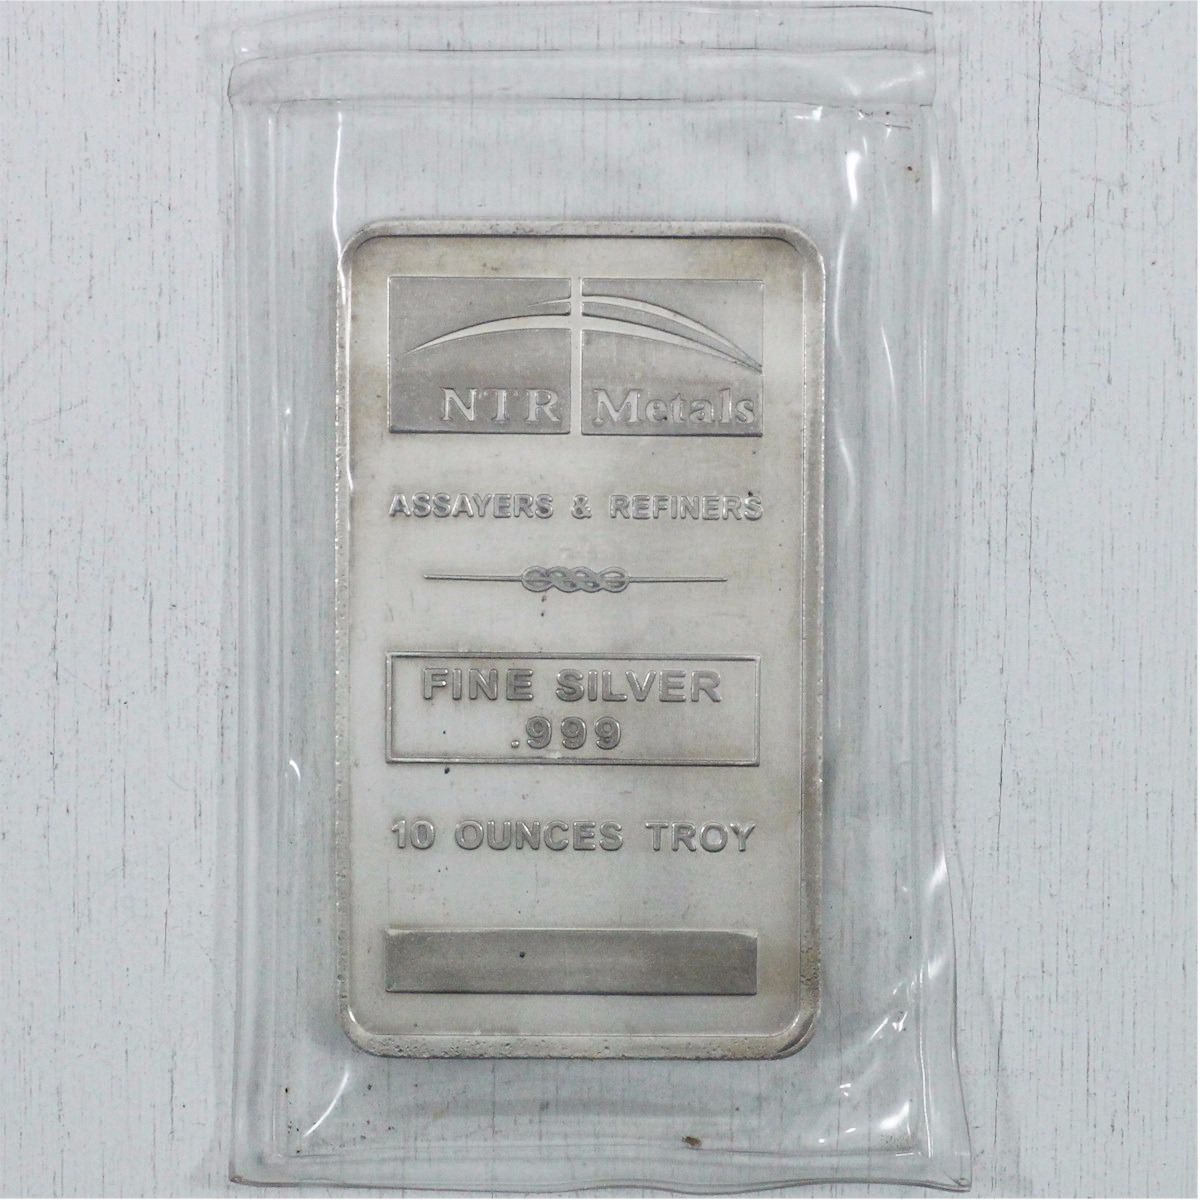 NTR Metals
ASSAYERS & REFINERS
FINE SILVER
.999
10 OUNCES TROY